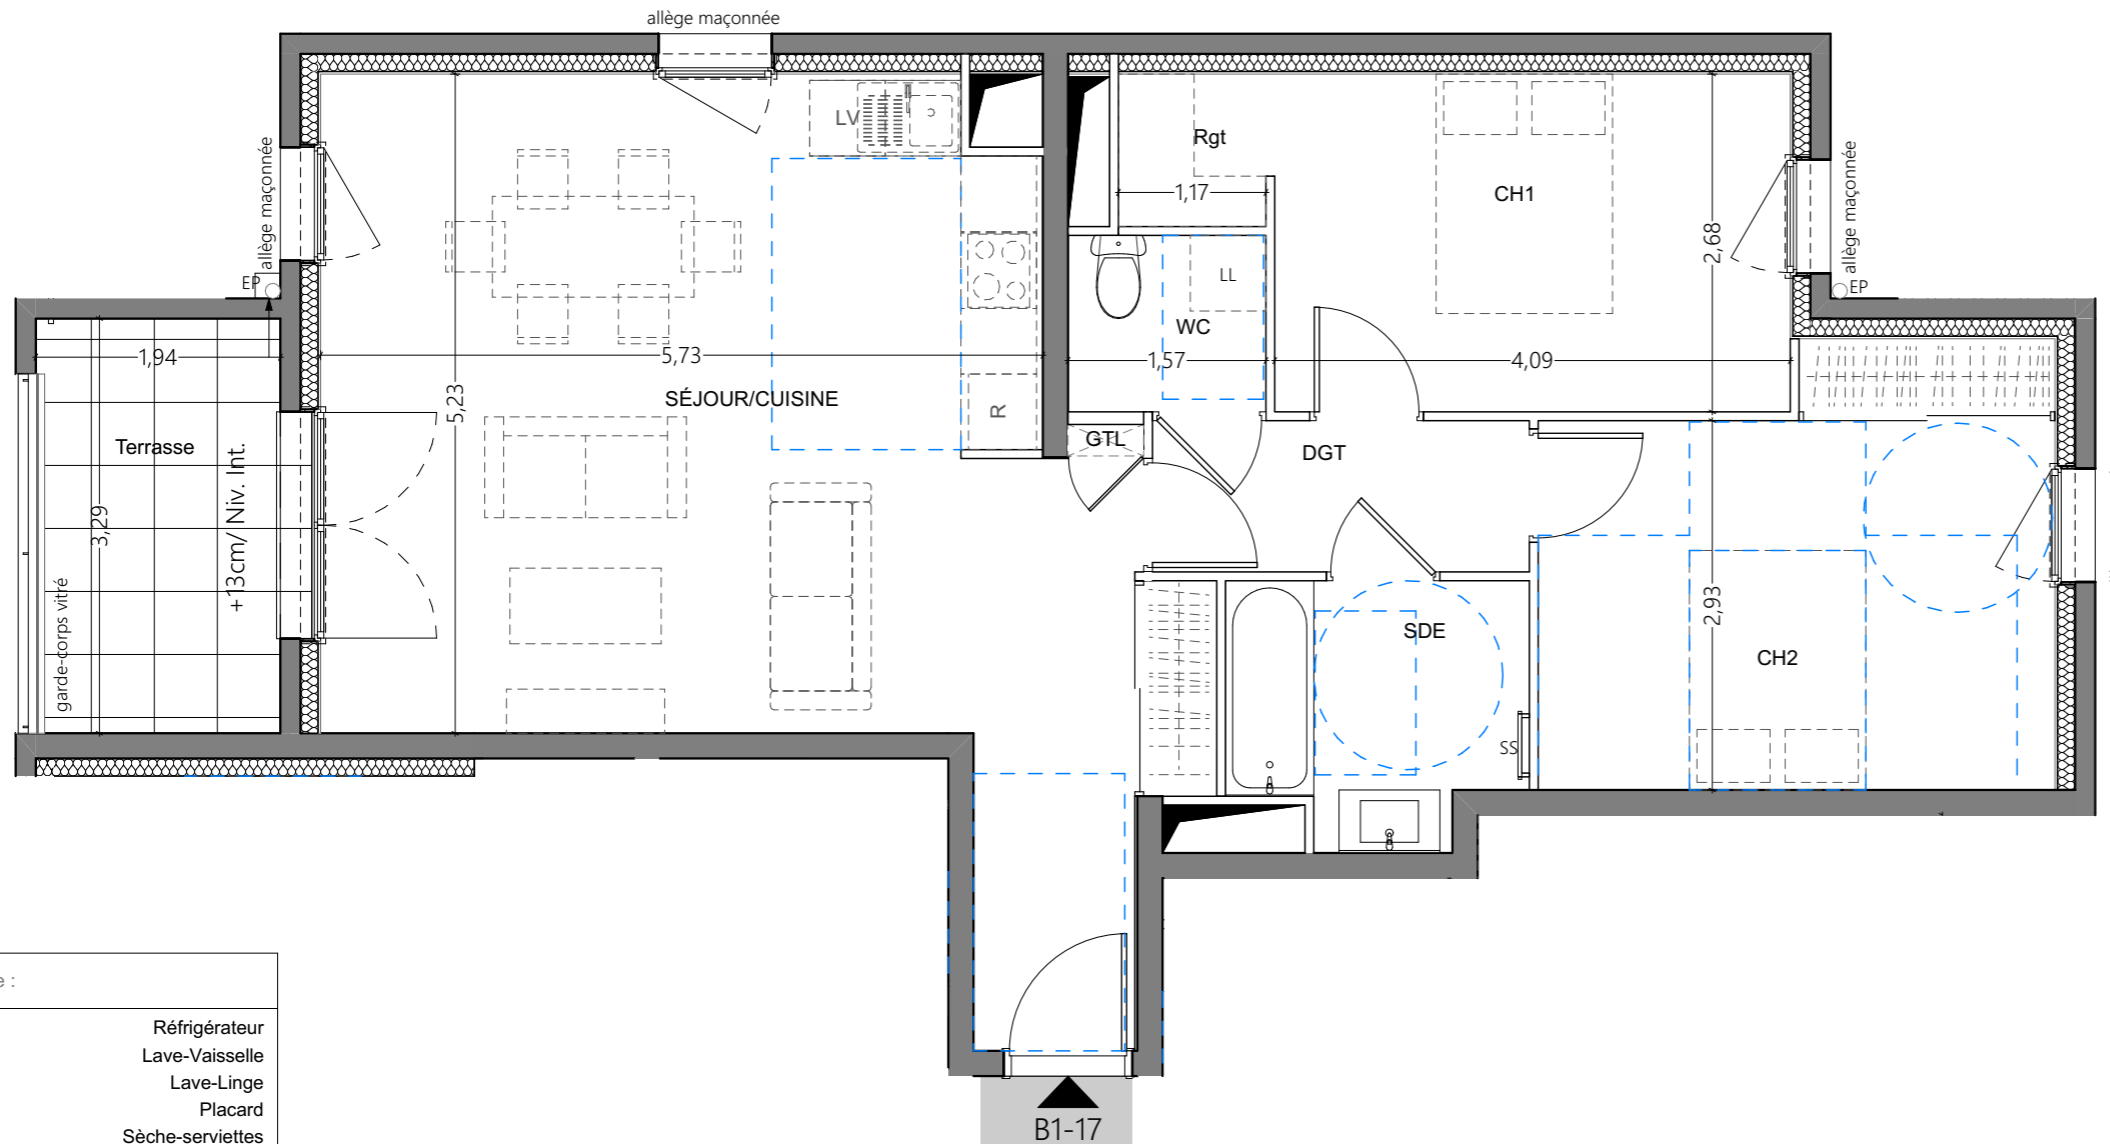 allège maçonnée
allège maçonnée
allège maçonnée
LV
Rgt
1,17
CH1
2,68
EP
EP
LL
WC
1,94
5,73
1,57
4,09
5,23
SÉJOUR/CUISINE
R
Terrasse
GTL
DGT
+13cm/ Niv. Int.
3,29
garde-corps vitré
2,93
SDE
CH2
SS
e :
Réfrigérateur
Lave-Vaisselle
Lave-Linge
Placard
Sèche-serviettes
B1-17